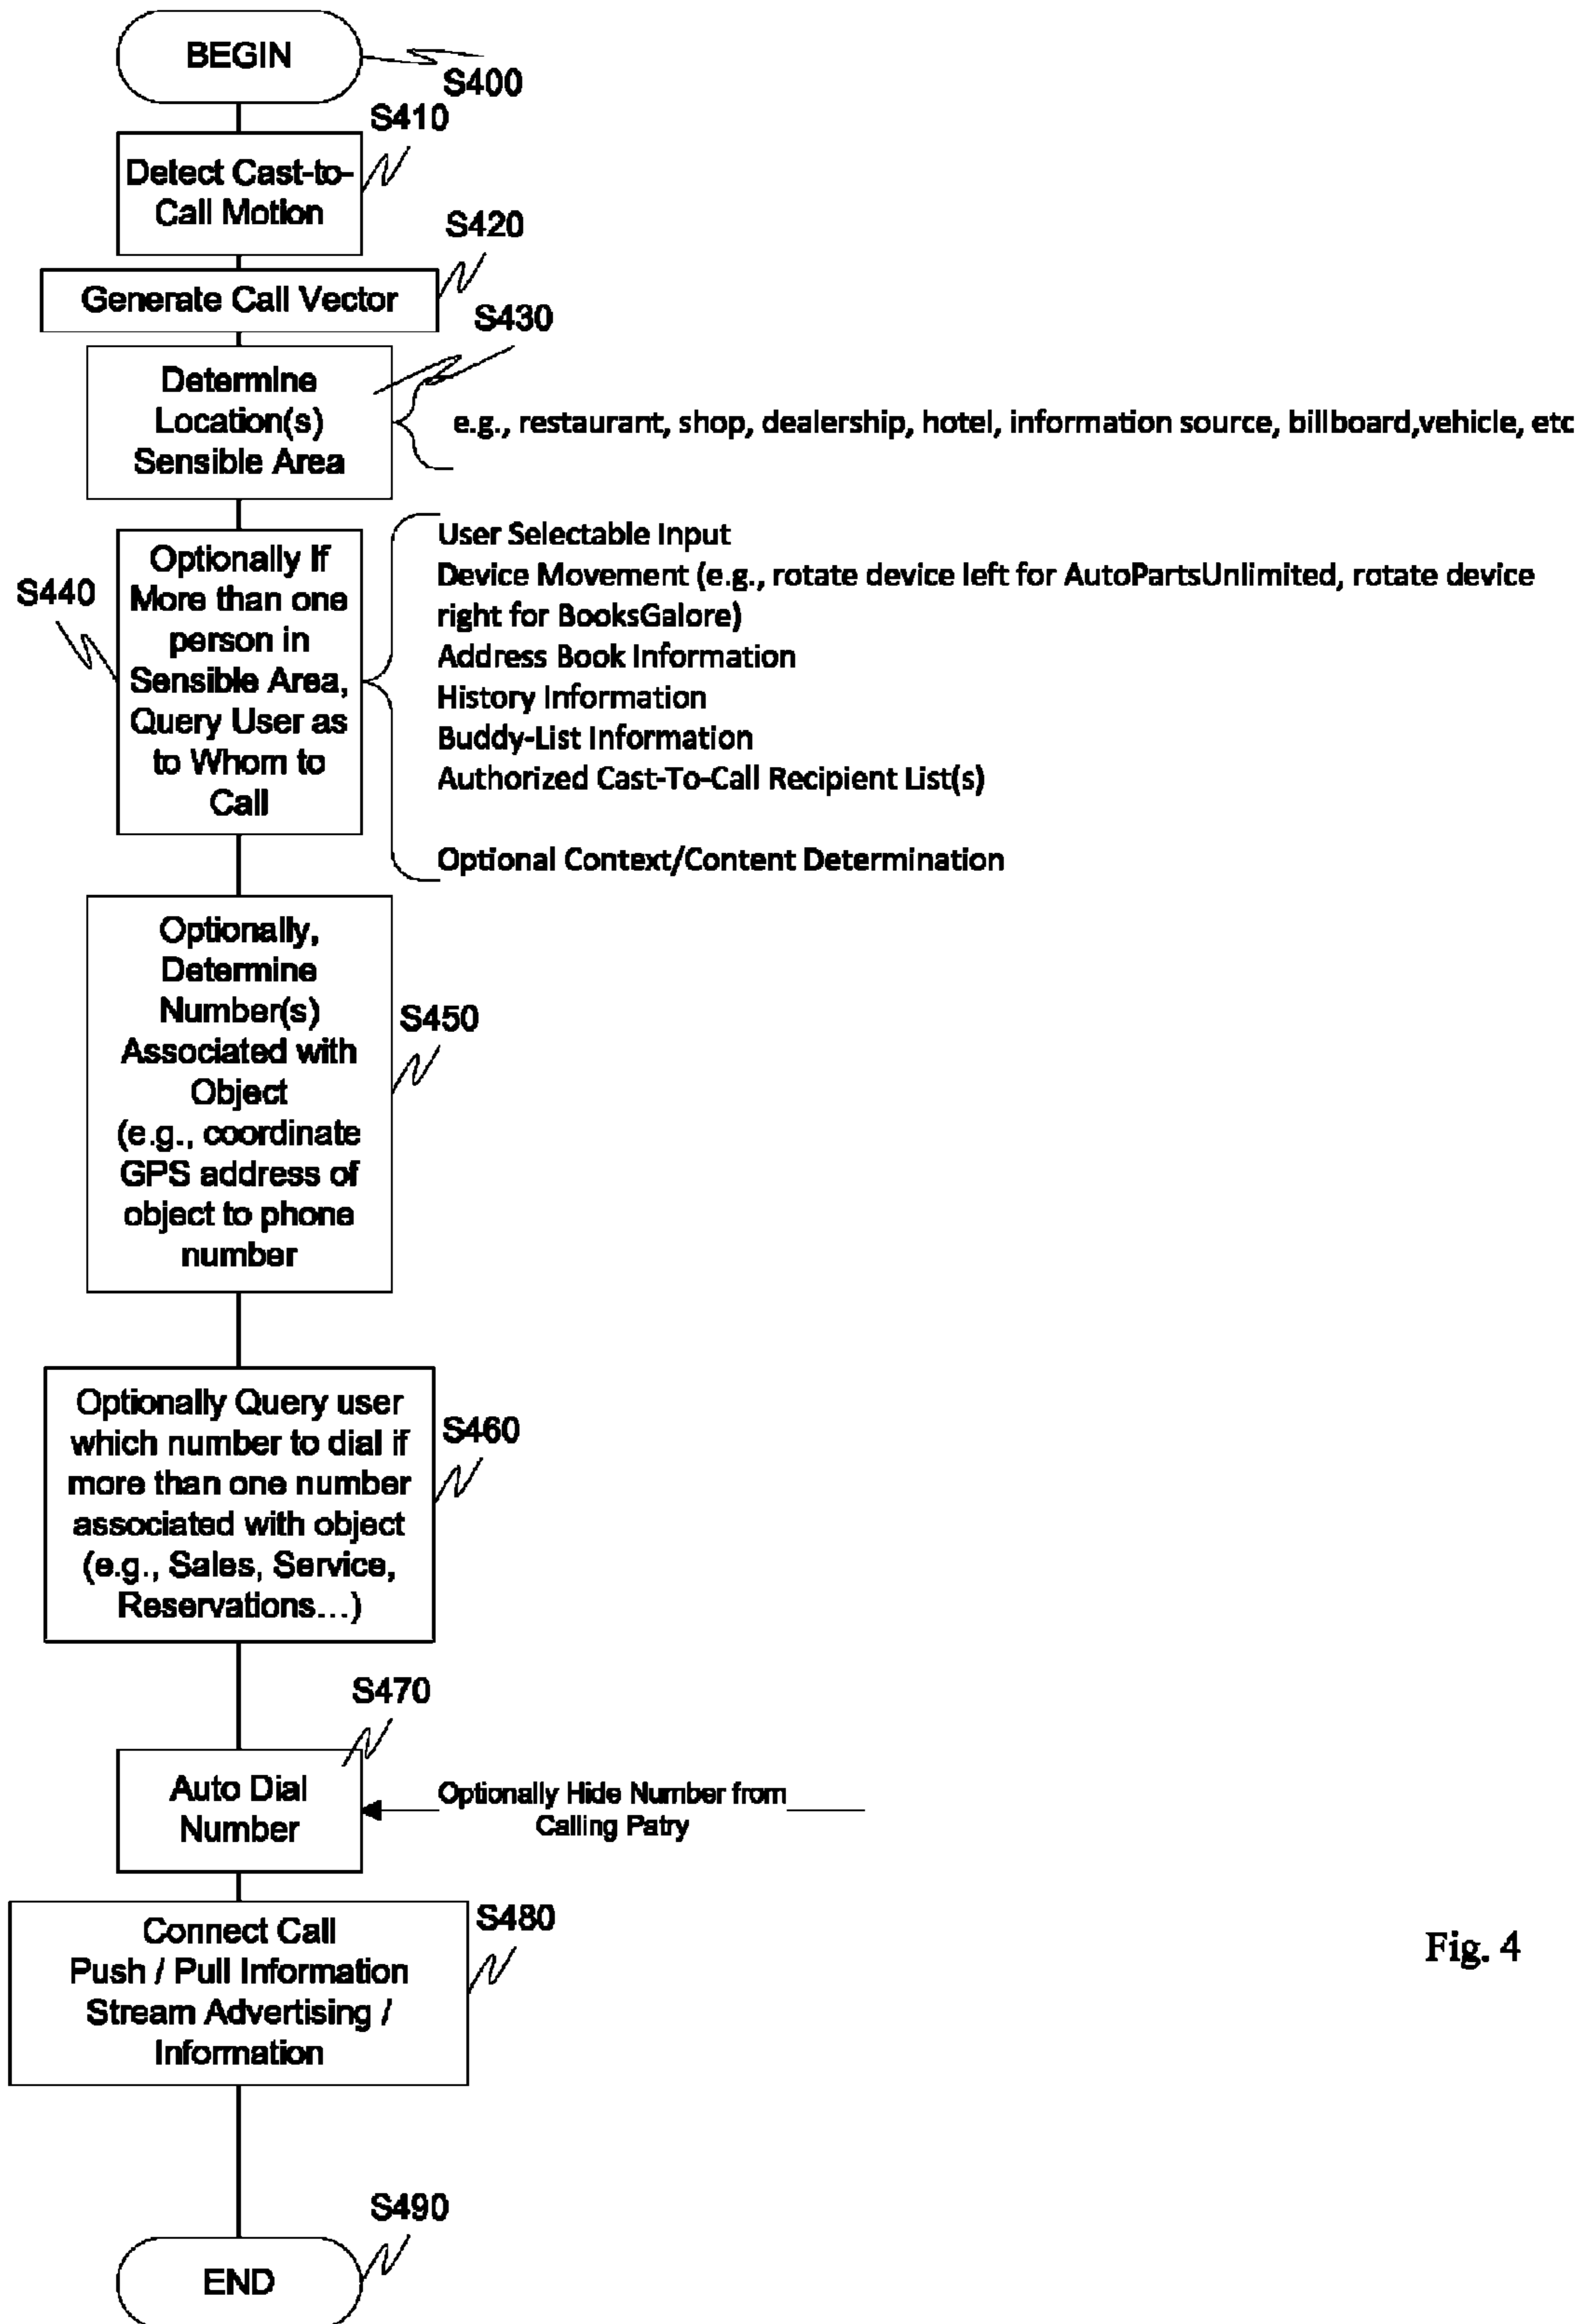 BEGIN
S400
S410
Detect Cast-to-
Call Motion
S420
Generate Call Vector
S430
Determine
Location(s)
Sensible Area
e.g., restaurant, shop, dealership, hotel, information source, billboard,vehicle, etc
S440
Optionally If
More than one
person in
Sensible Area,
Query User as
to Whom to
Call
User Selectable Input
Device Movement (e.g., rotate device left for AutoPartsUnlimited, rotate device
right for BooksGalore)
Address Book Information
History Information
Buddy-List Information
Authorized Cast-To-Call Recipient List(s)
Optional Context/Content Determination
Optionally,
Determine
Number(s)
Associated with
Object
(e.g., coordinate
GPS address of
object to phone
number
S450
Optionally Query user
which number to dial if
more than one number
associated with object
(e.g., Sales, Service,
Reservations...)
S460
S470
Auto Dial
Number
Optionally Hide Number from
Calling Patry
S480
Connect Call
Push / Pull Information
Stream Advertising /
Information
Fig. 4
S490
END